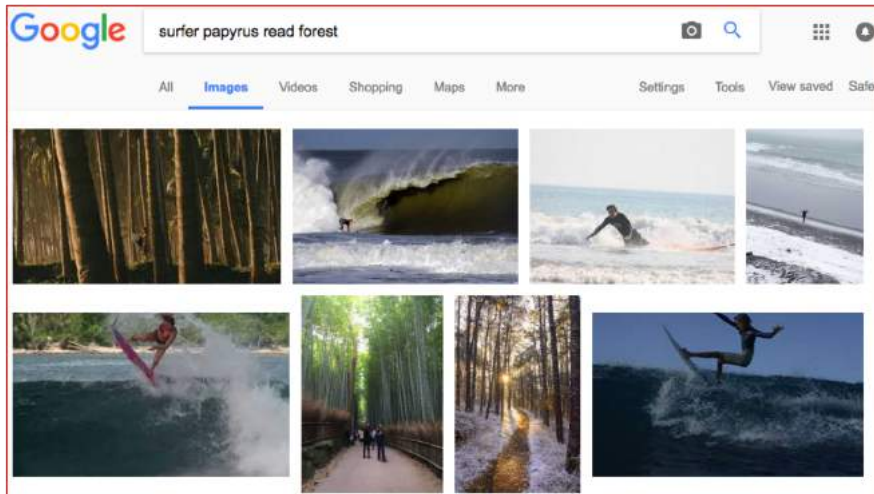 Google
surfer papyrus read forest
All Images Videos Shopping Maps More Settings Tools View saved Safe